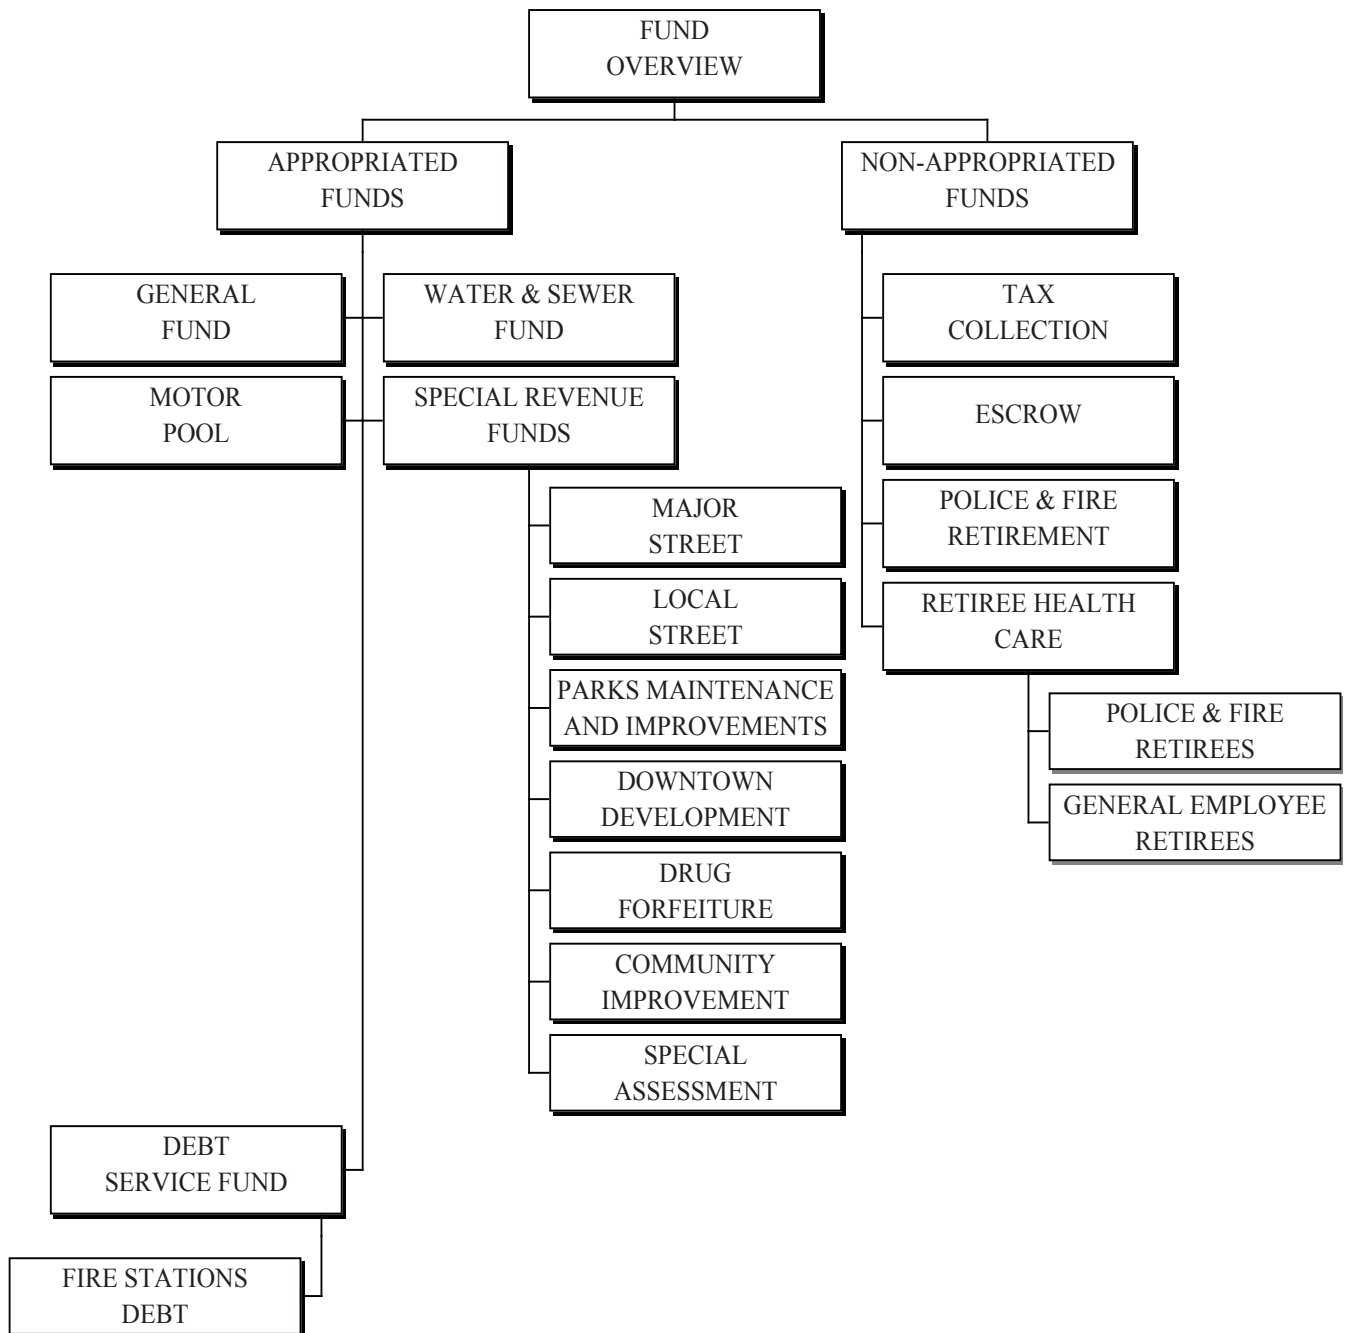 FUND
OVERVIEW
APPROPRIATED
FUNDS
NON-APPROPRIATED
FUNDS
GENERAL
FUND
WATER & SEWER
FUND
MOTOR
POOL
SPECIAL REVENUE
FUNDS
MAJOR
STREET
LOCAL
STREET
PARKS MAINTENANCE
AND IMPROVEMENTS
DOWNTOWN
DEVELOPMENT
DRUG
FORFEITURE
COMMUNITY
IMPROVEMENT
SPECIAL
ASSESSMENT
DEBT
SERVICE FUND
FIRE STATIONS
DEBT
TAX
COLLECTION
ESCROW
POLICE & FIRE
RETIREMENT
RETIREE HEALTH
CARE
POLICE & FIRE
RETIREES
GENERAL EMPLOYEE
RETIREES